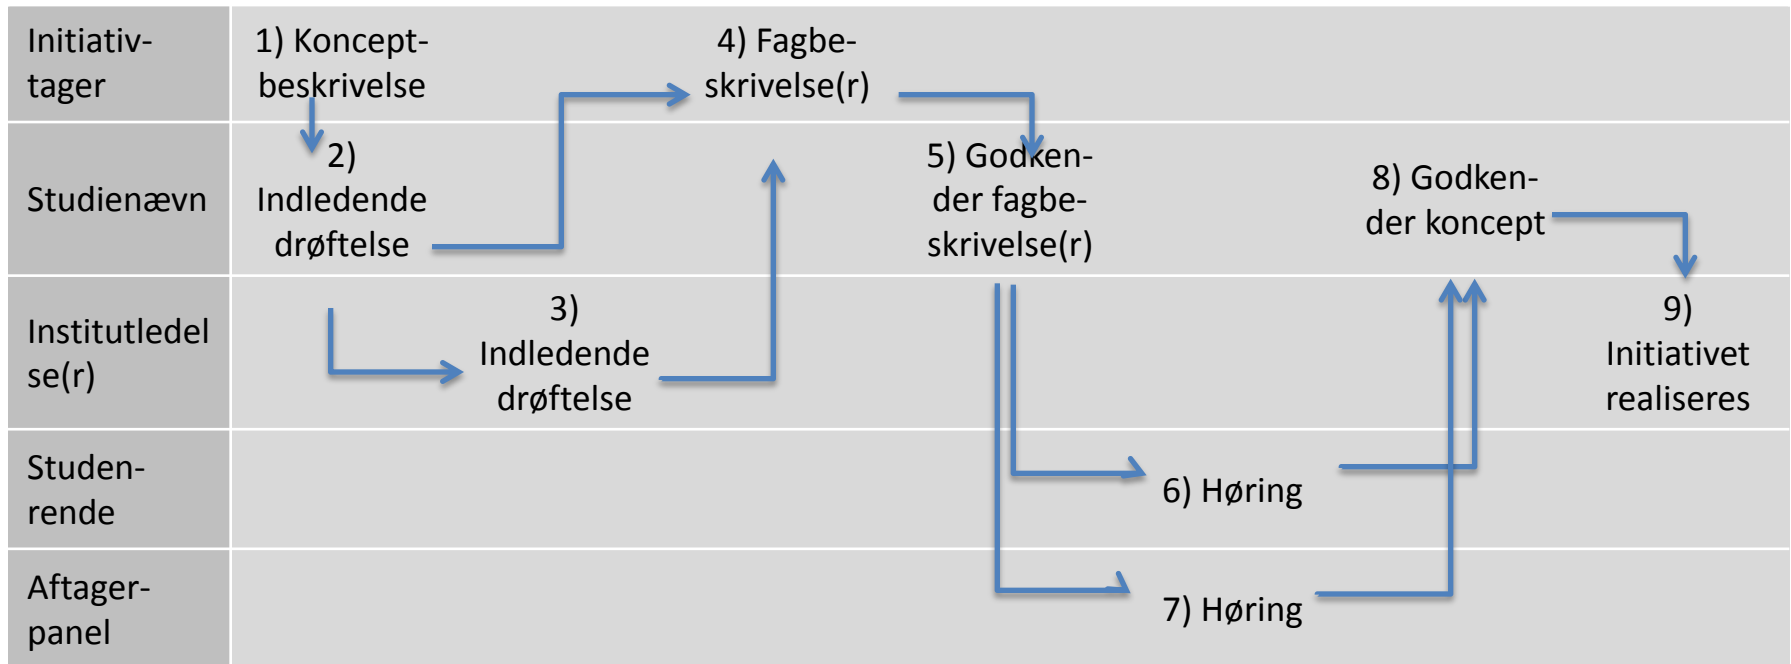 Initiativ-
tager
1) Koncept-
beskrivelse
4) Fagbe-
skrivelse(r)
Studienævn
2)
Indledende
drøftelse
5) Godken-
der fagbe-
skrivelse(r)
8) Godken-
der koncept
Institutledel
se(r)
3)
Indledende
drøftelse
9)
Initiativet
realiseres
Studen-
rende
6) Høring
Aftager-
panel
7) Høring